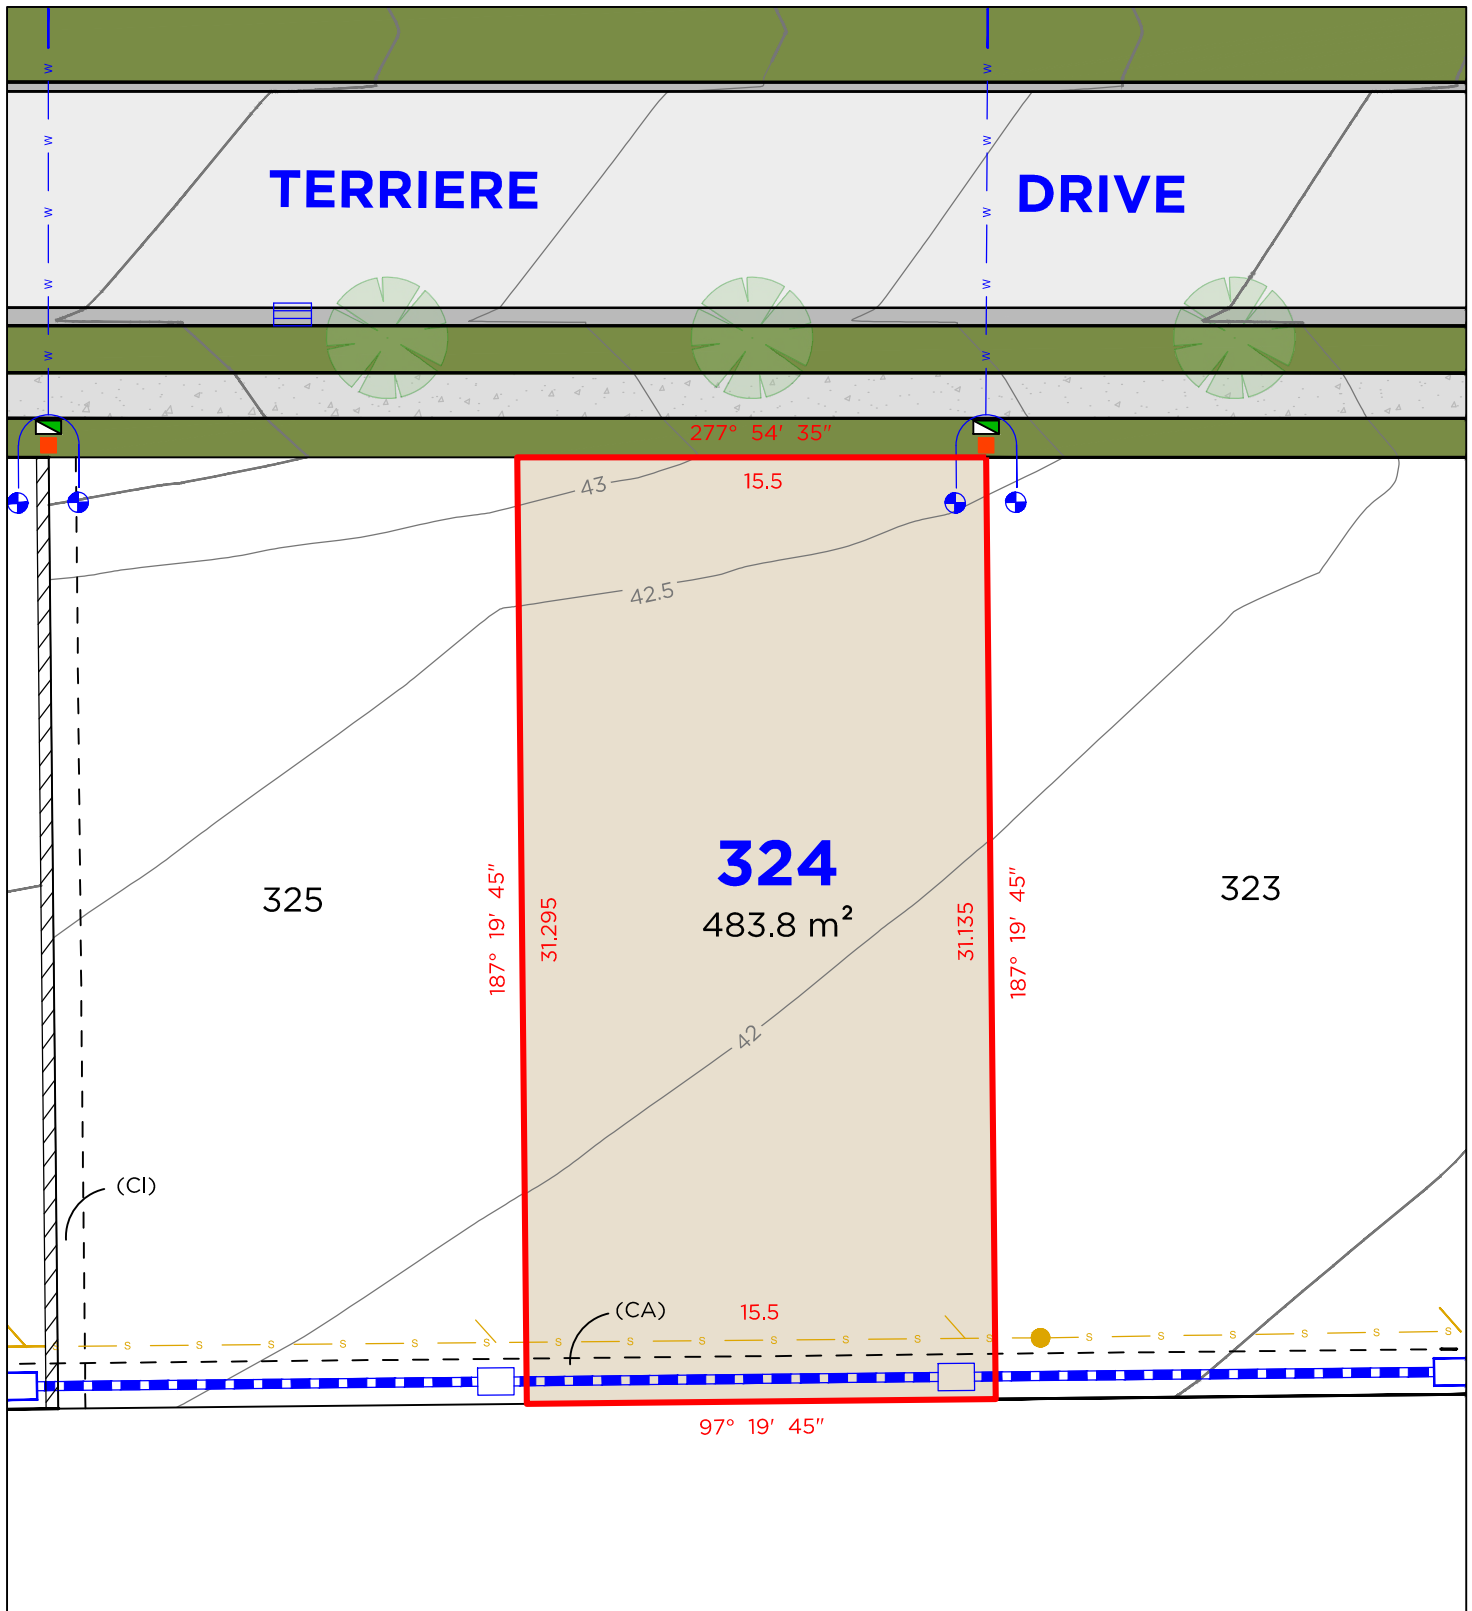 W W
W W
TERRIERE DRIVE
W W
W W
W W
277° 54' 35"
15.5
43
42.5
324
483.8 m²
325
323
187° 19' 45"
31.295
31.135
187° 19' 45"
42
(CI)
(CA)
15.5
S S S S S S S S S S S S S S S S S S
97° 19' 45"